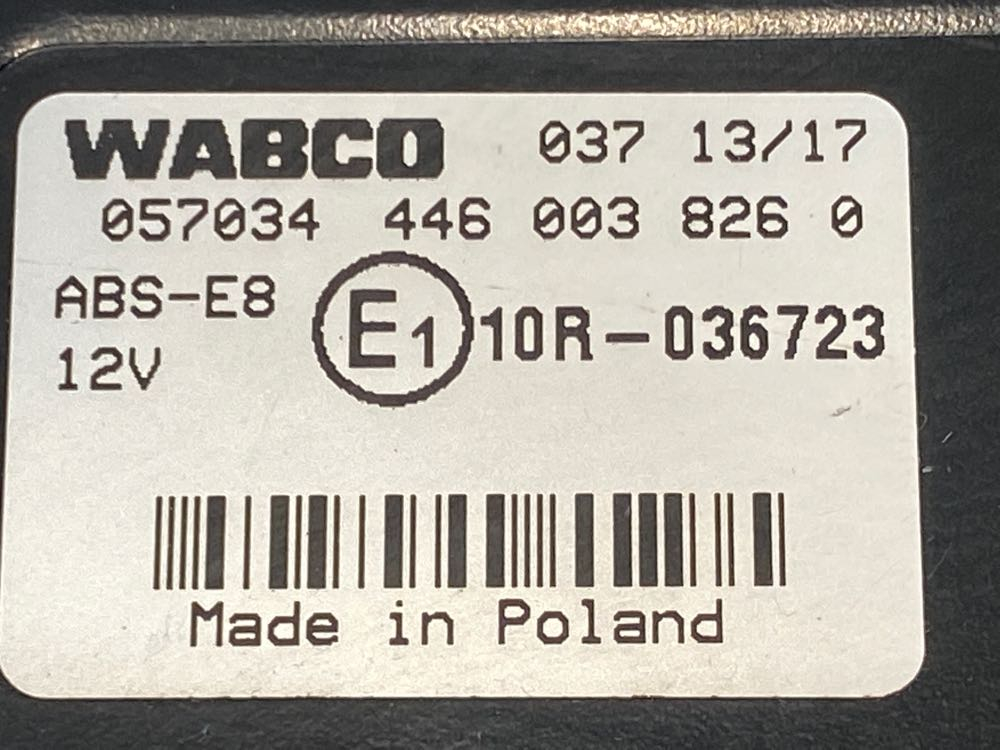 WABCO 037 13/17
057034 446 003 826 0
ABS-E8
12V
E1 10R-036723
Made in Poland